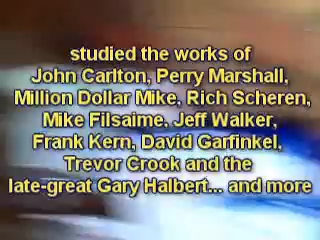 studied the works of
John Carlton, Perry Marshall,
Million Dollar Mike, Rich Scheren,
Mike Filsaime, Jeff Walker,
Frank Kern, David Garfinkel,
Trevor Crook and the
late-great Gary Halbert... and more